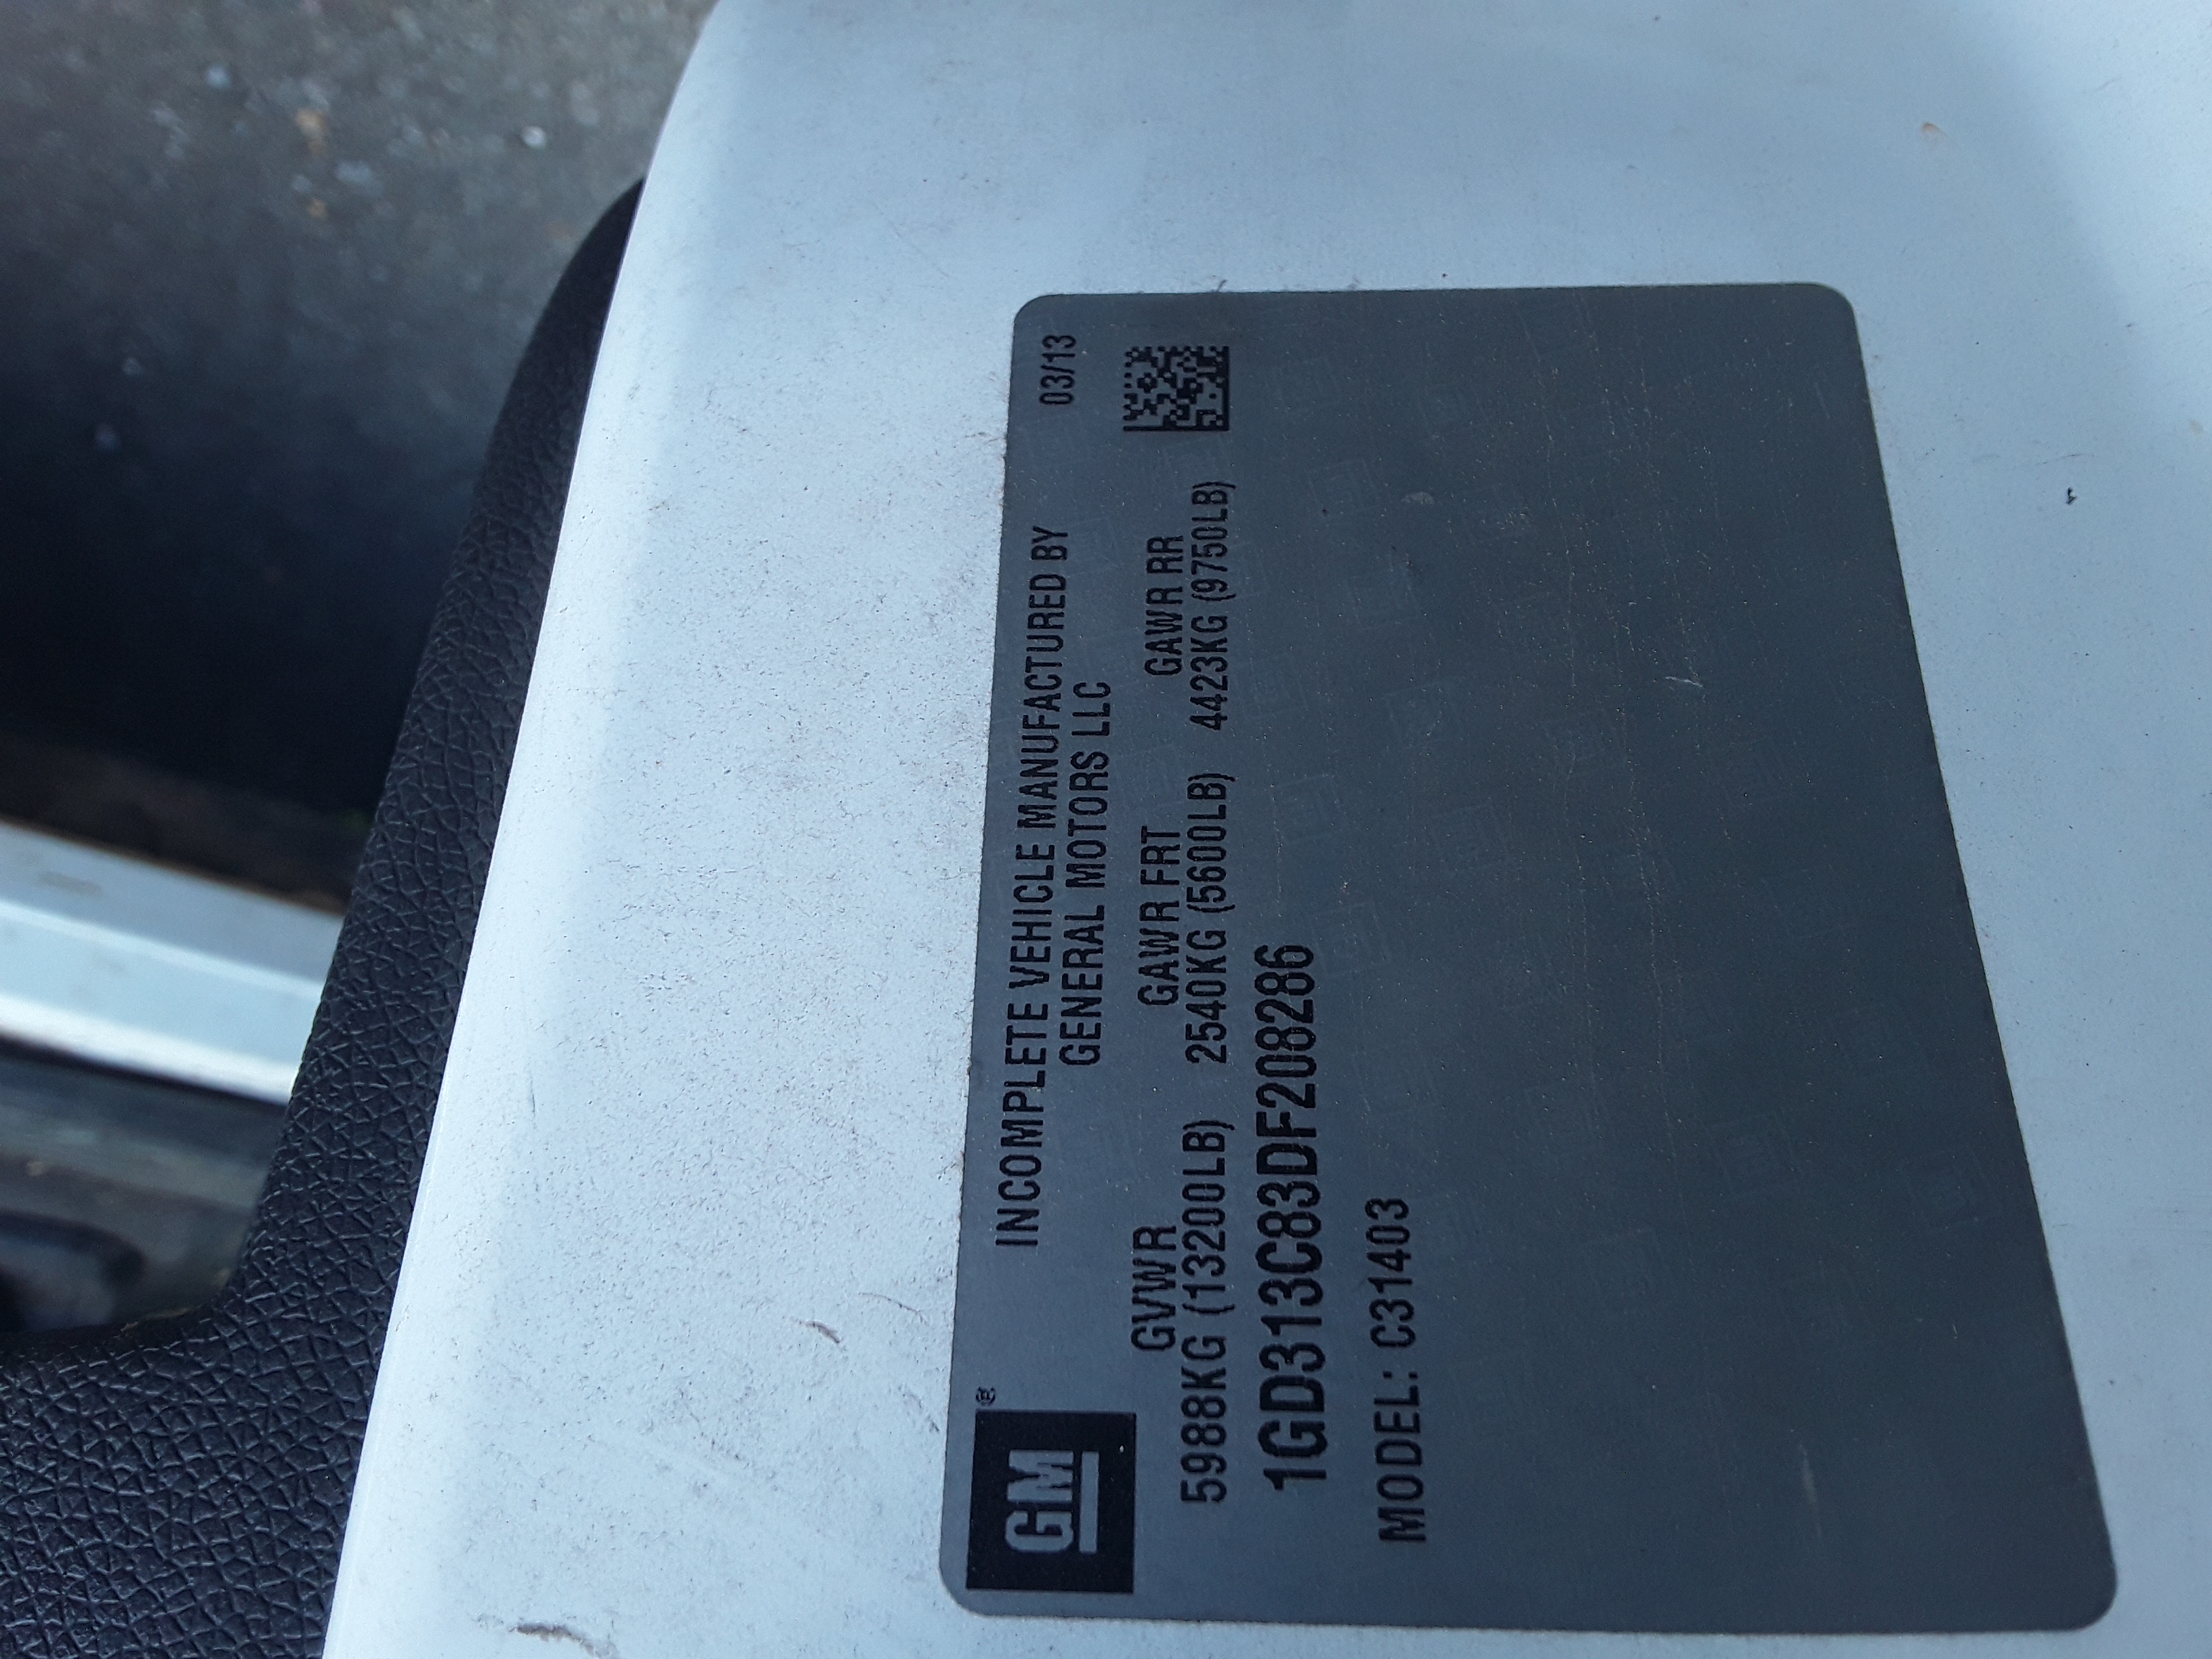 GM®
INCOMPLETE VEHICLE MANUFACTURED BY 03/13
GENERAL MOTORS LLC
GVWR GAWR FRT GAWR RR
5988KG (13200LB) 2540KG (5600LB) 4423KG (9750LB)
1GD313C83DF208286
MODEL: C31403